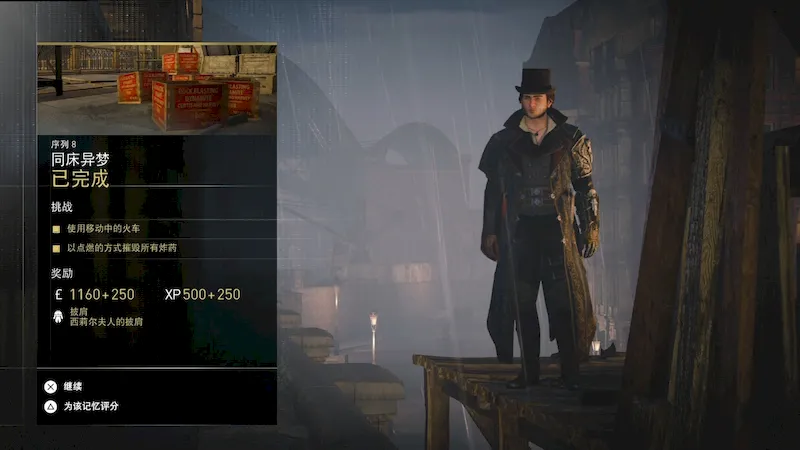 序列 8
同床异梦
已完成
挑战
使用移动中的火车
以点燃的方式摧毁所有炸药
奖励
£ 1160+250 XP 500+250
披肩
西莉尔夫人的披肩
继续
为该记忆评分